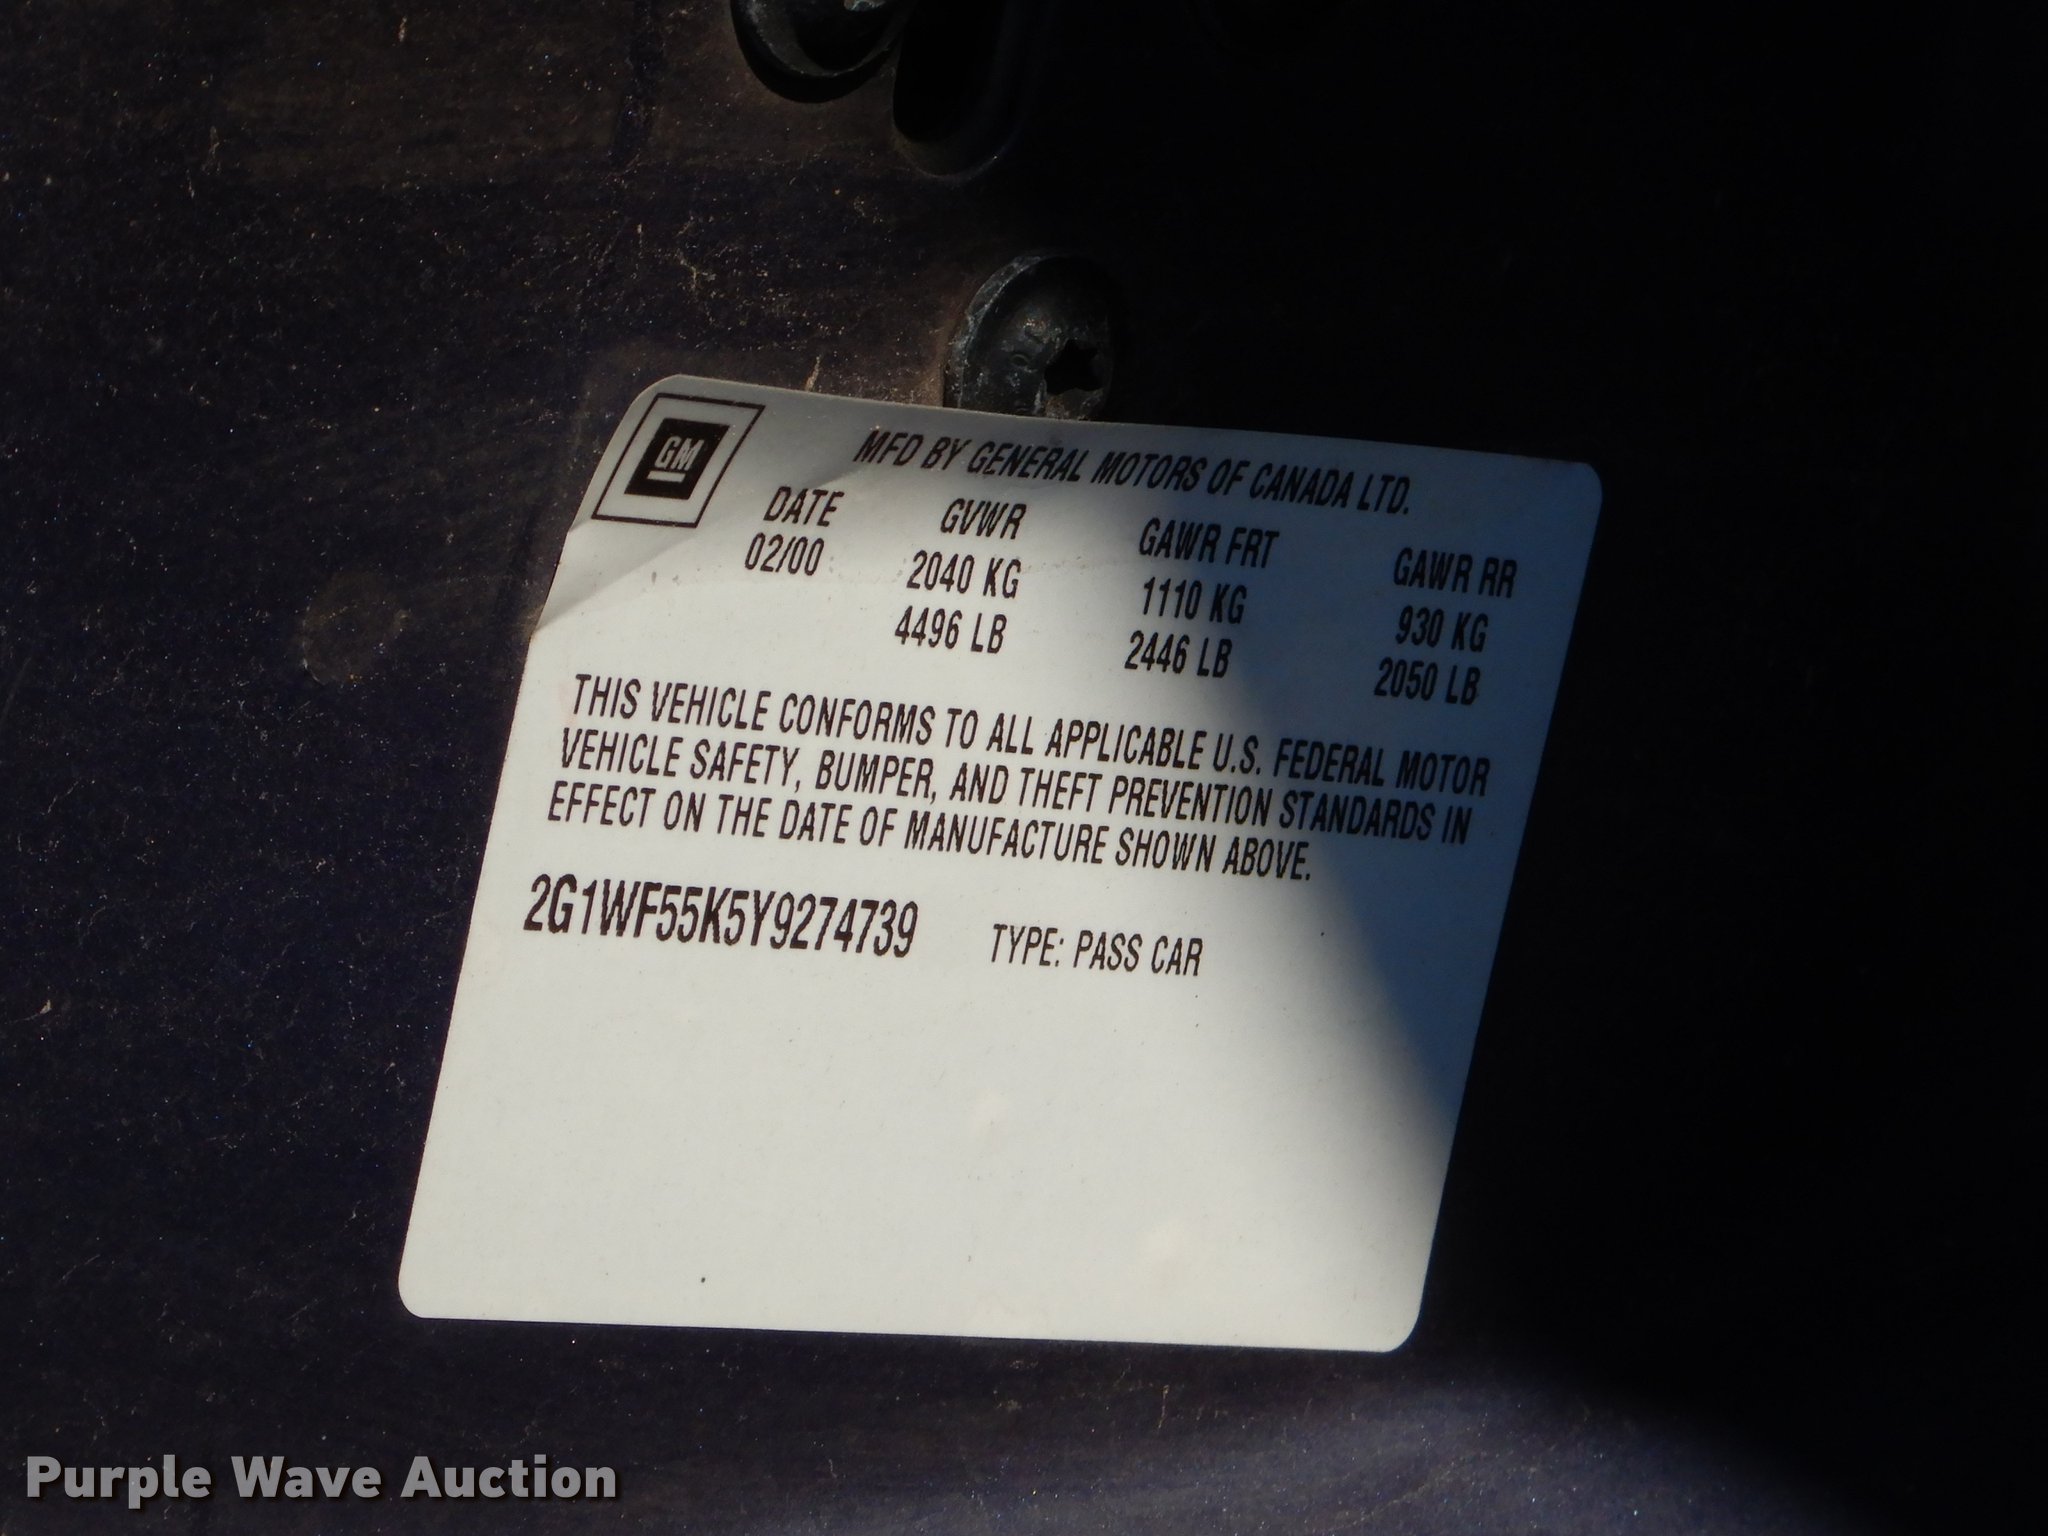 GM
MFD BY GENERAL MOTORS OF CANADA LTD.
DATE GVWR GAWR FRT GAWR RR
02/00 2040 KG 1110 KG 930 KG
4496 LB 2446 LB 2050 LB
THIS VEHICLE CONFORMS TO ALL APPLICABLE U.S. FEDERAL MOTOR
VEHICLE SAFETY, BUMPER, AND THEFT PREVENTION STANDARDS IN
EFFECT ON THE DATE OF MANUFACTURE SHOWN ABOVE.
2G1WF55K5Y9274739 TYPE: PASS CAR
Purple Wave Auction